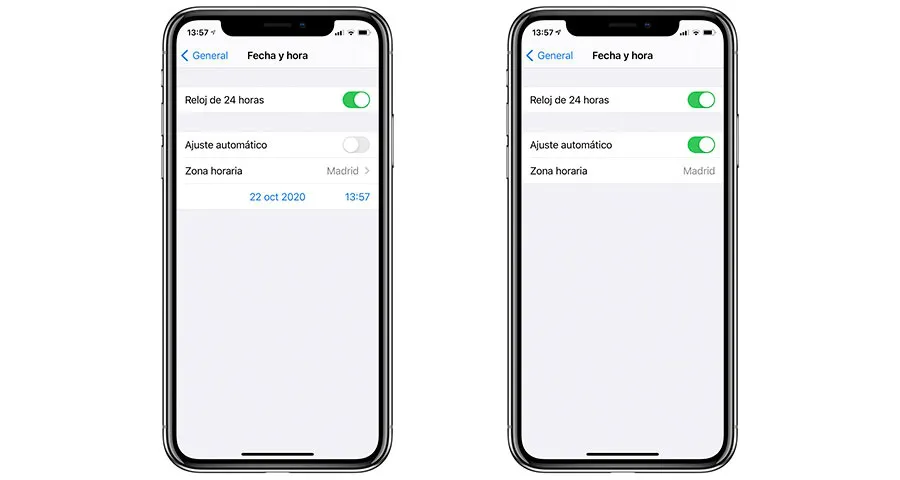 13:57
General
Fecha y hora
Reloj de 24 horas
Ajuste automático
Zona horaria Madrid
22 oct 2020 13:57
13:57
General
Fecha y hora
Reloj de 24 horas
Ajuste automático
Zona horaria Madrid